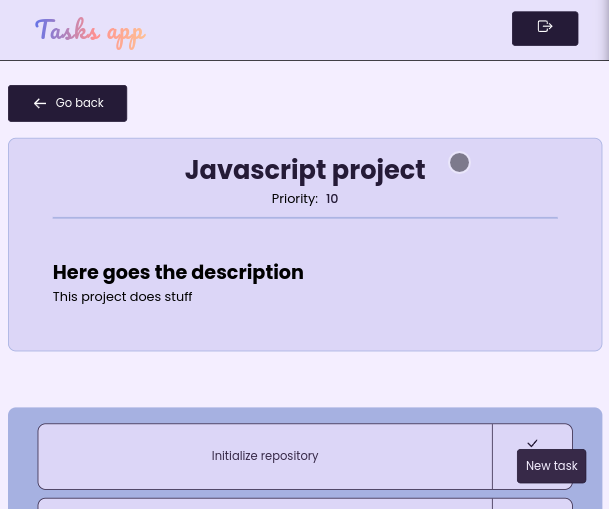 Tasks app
Go back
Javascript project
Priority: 10
Here goes the description
This project does stuff
Initialize repository
New task